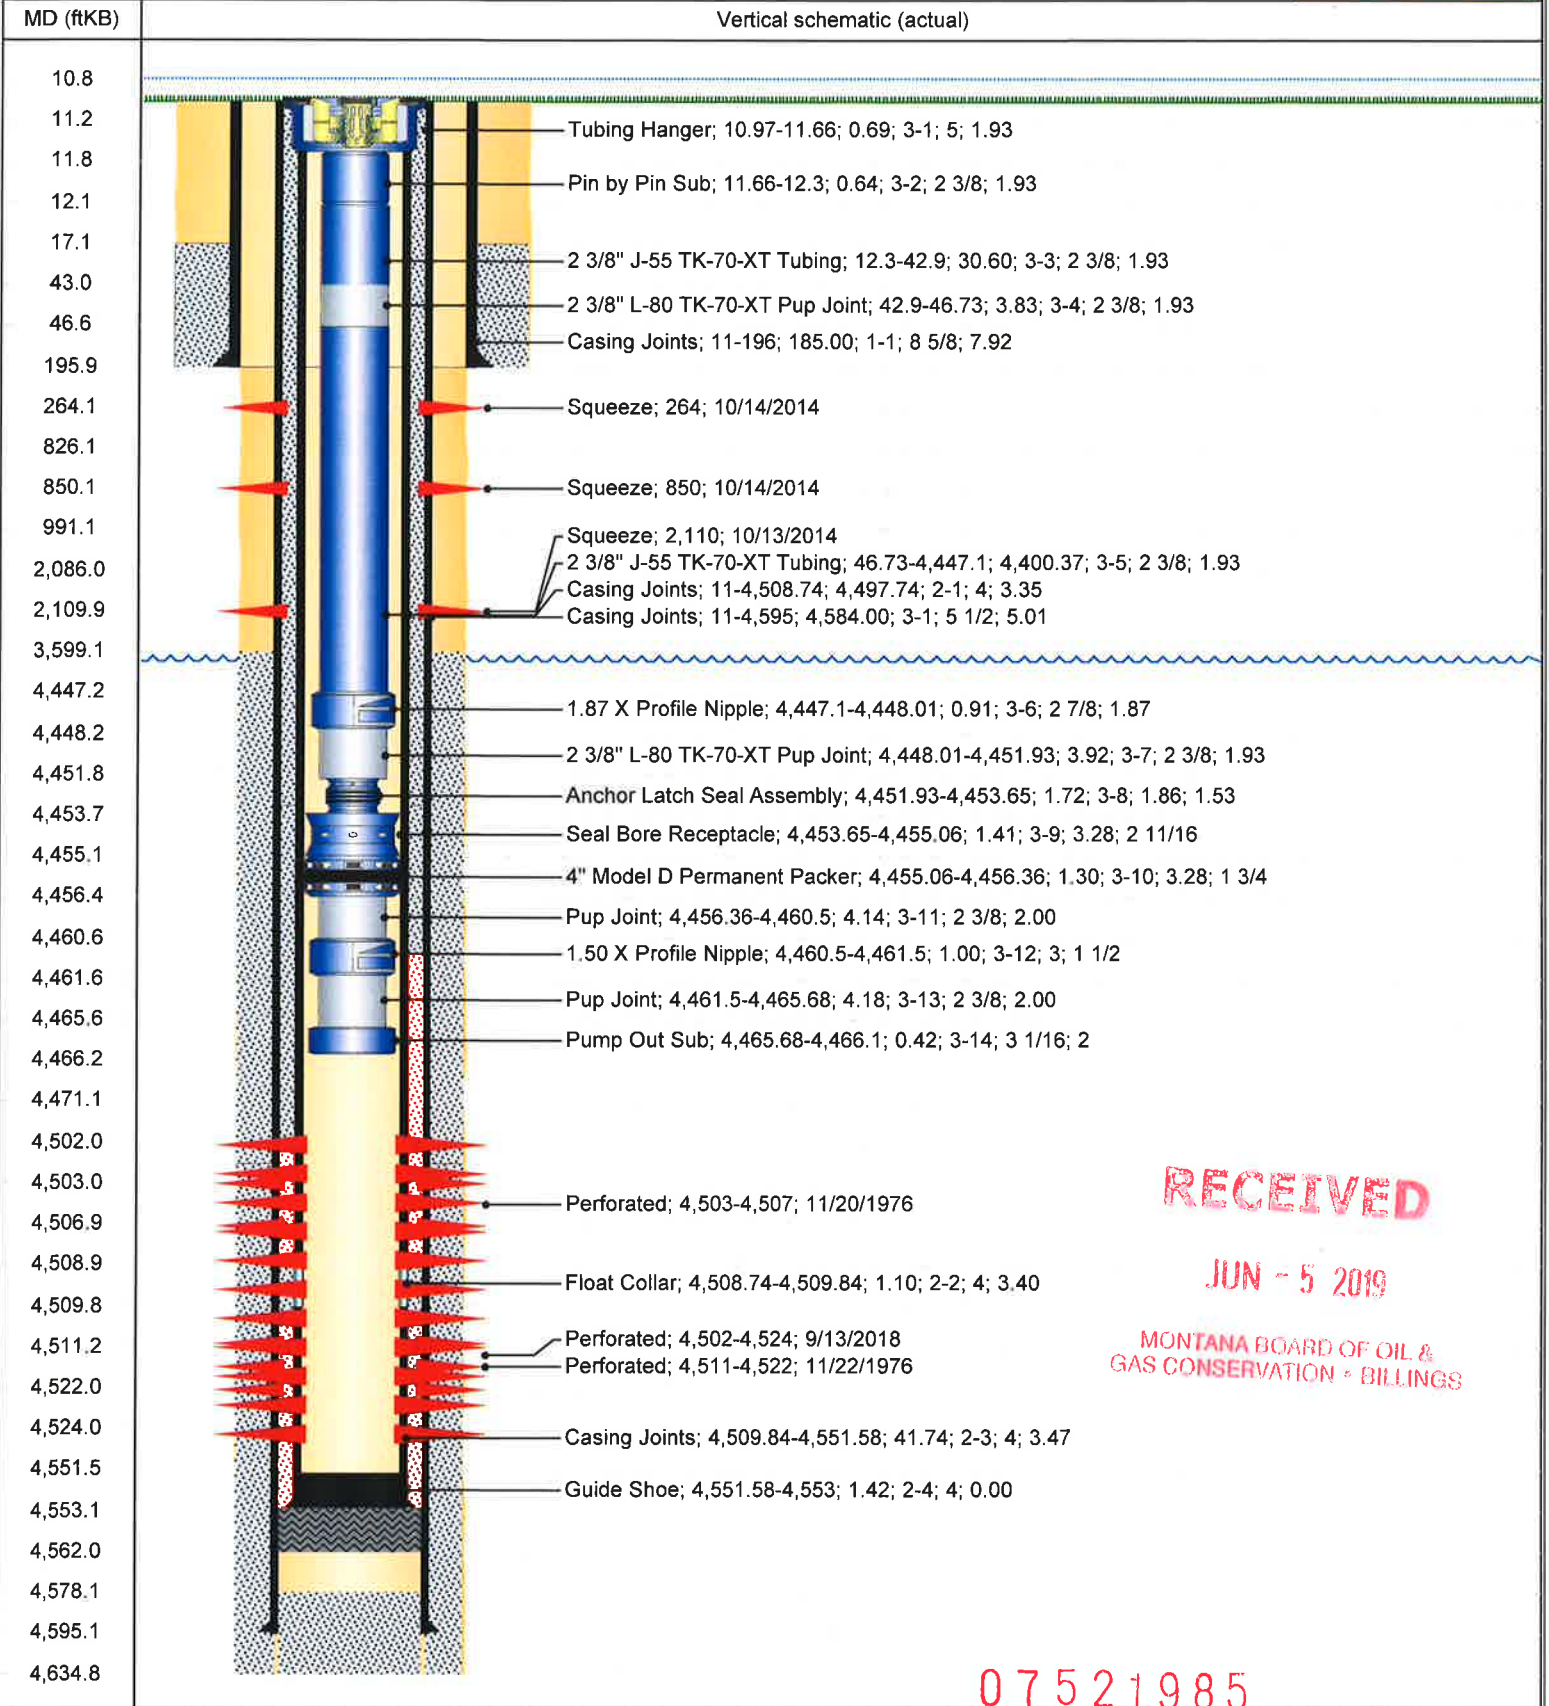 MD (ftKB)
Vertical schematic (actual)
10.8
11.2
11.8
12.1
17.1
43.0
46.6
195.9
264.1
826.1
850.1
991.1
2,086.0
2,109.9
3,599.1
4,447.2
4,448.2
4,451.8
4,453.7
4,455.1
4,456.4
4,460.6
4,461.6
4,465.6
4,466.2
4,471.1
4,502.0
4,503.0
4,506.9
4,508.9
4,509.8
4,511.2
4,522.0
4,524.0
4,551.5
4,553.1
4,562.0
4,578.1
4,595.1
4,634.8
Tubing Hanger; 10.97-11.66; 0.69; 3-1; 5; 1.93
Pin by Pin Sub; 11.66-12.3; 0.64; 3-2; 2 3/8; 1.93
2 3/8" J-55 TK-70-XT Tubing; 12.3-42.9; 30.60; 3-3; 2 3/8; 1.93
2 3/8" L-80 TK-70-XT Pup Joint; 42.9-46.73; 3.83; 3-4; 2 3/8; 1.93
Casing Joints; 11-196; 185.00; 1-1; 8 5/8; 7.92
Squeeze; 264; 10/14/2014
Squeeze; 850; 10/14/2014
Squeeze; 2,110; 10/13/2014
2 3/8" J-55 TK-70-XT Tubing; 46.73-4,447.1; 4,400.37; 3-5; 2 3/8; 1.93
Casing Joints; 11-4,508.74; 4,497.74; 2-1; 4; 3.35
Casing Joints; 11-4,595; 4,584.00; 3-1; 5 1/2; 5.01
1.87 X Profile Nipple; 4,447.1-4,448.01; 0.91; 3-6; 2 7/8; 1.87
2 3/8" L-80 TK-70-XT Pup Joint; 4,448.01-4,451.93; 3.92; 3-7; 2 3/8; 1.93
Anchor Latch Seal Assembly; 4,451.93-4,453.65; 1.72; 3-8; 1.86; 1.53
Seal Bore Receptacle; 4,453.65-4,455.06; 1.41; 3-9; 3.28; 2 11/16
4" Model D Permanent Packer; 4,455.06-4,456.36; 1.30; 3-10; 3.28; 1 3/4
Pup Joint; 4,456.36-4,460.5; 4.14; 3-11; 2 3/8; 2.00
1.50 X Profile Nipple; 4,460.5-4,461.5; 1.00; 3-12; 3; 1 1/2
Pup Joint; 4,461.5-4,465.68; 4.18; 3-13; 2 3/8; 2.00
Pump Out Sub; 4,465.68-4,466.1; 0.42; 3-14; 3 1/16; 2
Perforated; 4,503-4,507; 11/20/1976
Float Collar; 4,508.74-4,509.84; 1.10; 2-2; 4; 3.40
Perforated; 4,502-4,524; 9/13/2018
Perforated; 4,511-4,522; 11/22/1976
Casing Joints; 4,509.84-4,551.58; 41.74; 2-3; 4; 3.47
Guide Shoe; 4,551.58-4,553; 1.42; 2-4; 4; 0.00
RECEIVED
JUN - 5 2019
MONTANA BOARD OF OIL &
GAS CONSERVATION • BILLINGS
07521985